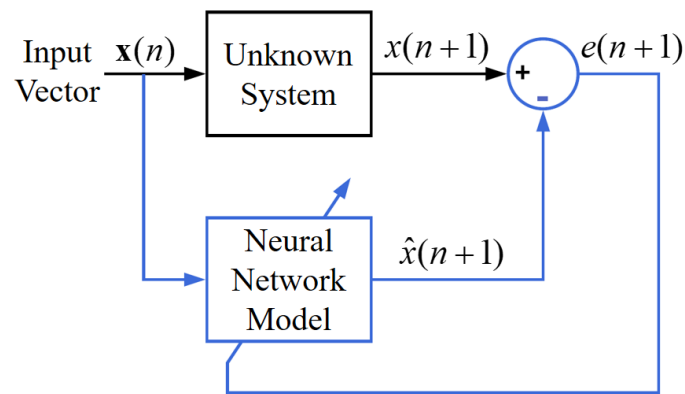 Input
Vector
𝐱(n)
Unknown
System
x(n+1)
+
-
e(n+1)
Neural
Network
Model
x̂(n+1)